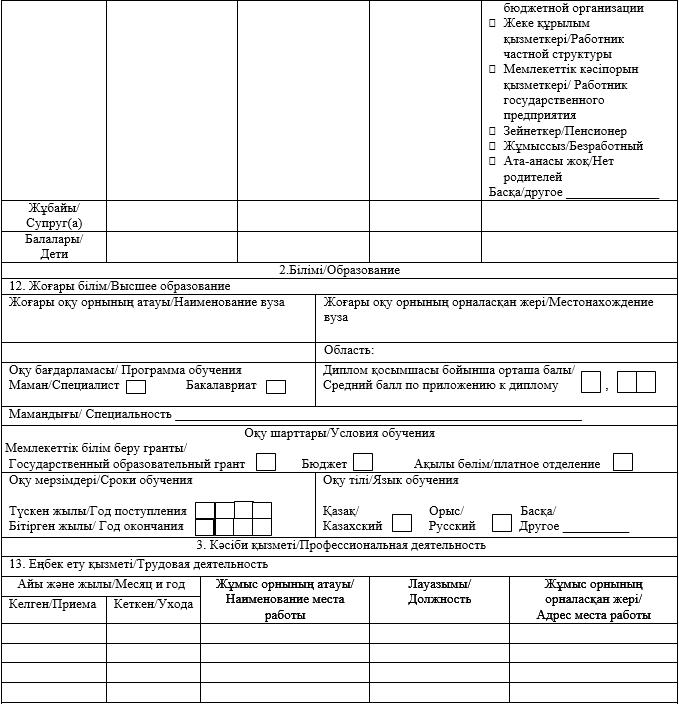 бюджетной организации
Жеке құрылым
қызметкері/Работник
частной структуры
Мемлекеттік кәсіпорын
қызметкері/ Работник
государственного
предприятия
Зейнеткер/Пенсионер
Жұмыссыз/Безработный
Ата-анасы жоқ/Нет
родителей
Басқа/другое _______________
Жұбайы/
Супруг(а)
Балалары/
Дети
2.Білімі/Образование
12. Жоғары білім/Высшее образование
Жоғары оқу орнының атауы/Наименование вуза
Жоғары оқу орнының орналасқан жері/Местонахождение
вуза
Область:
Оқу бағдарламасы/ Программа обучения
Маман/Специалист Бакалавриат
Диплом қосымшасы бойынша орташа балы/
Средний балл по приложению к диплому ,
Мамандығы/ Специальность _______________
Оқу шарттары/Условия обучения
Мемлекеттік білім беру гранты/
Государственный образовательный грант Бюджет Ақылы бөлім/платное отделение
Оқу мерзімдері/Сроки обучения
Түскен жылы/Год поступления
Бітірген жылы/ Год окончания
Оқу тілі/Язык обучения
Қазақ/ Орыс/ Басқа/
Казахский Русский Другое ___________
3. Кәсіби қызметі/Профессиональная деятельность
13. Еңбек ету қызметі/Трудовая деятельность
Айы және жылы/Месяц и год
Келген/Приема Кеткен/Ухода
Жұмыс орнының атауы/
Наименование места
работы
Лауазымы/
Должность
Жұмыс орнының
орналасқан жері/
Адрес места работы